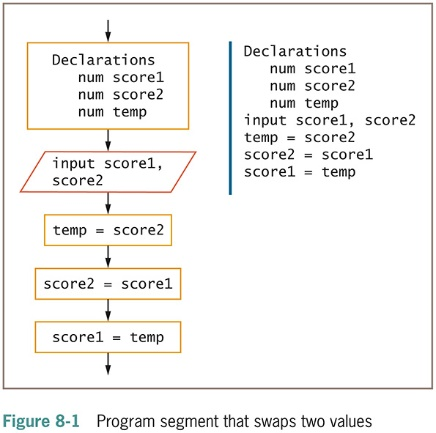 Declarations
num score1
num score2
num temp
input score1,
score2
temp = score2
score2 = score1
score1 = temp
Declarations
num score1
num score2
num temp
input score1, score2
temp = score2
score2 = score1
score1 = temp
Figure 8-1 Program segment that swaps two values